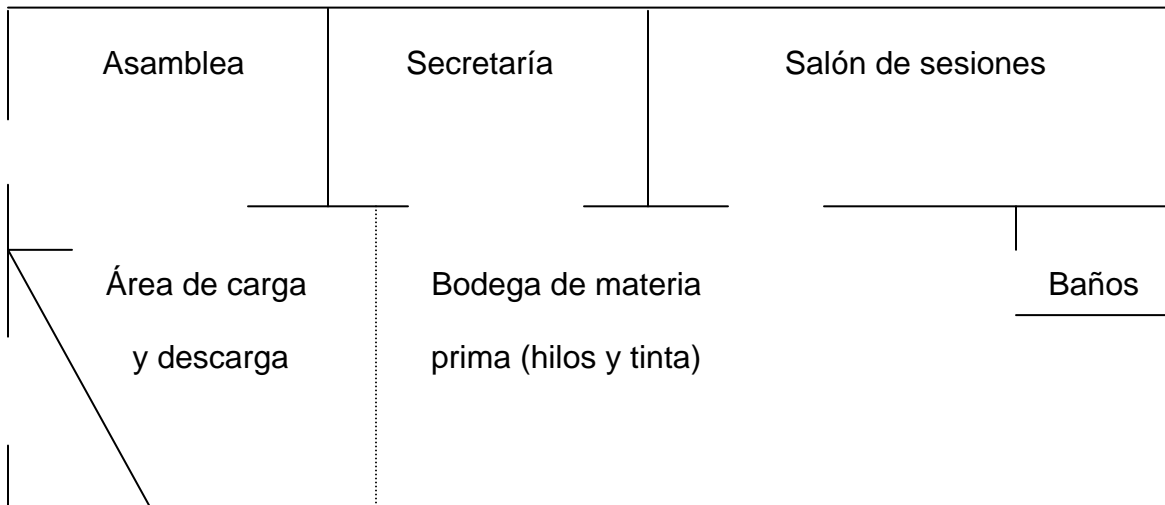 Asamblea
Secretaría
Salón de sesiones
Área de carga
y descarga
Bodega de materia
prima (hilos y tinta)
Baños